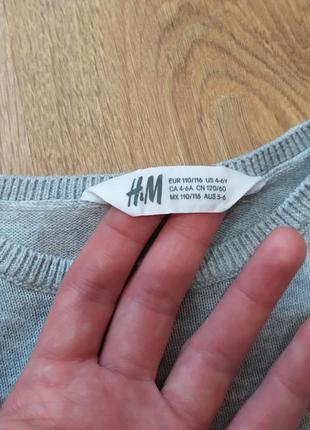 H&M
EUR 110/116 US 4-6Y
CA 4-6A CN 120/60
MX 110/116 AUS 5-6